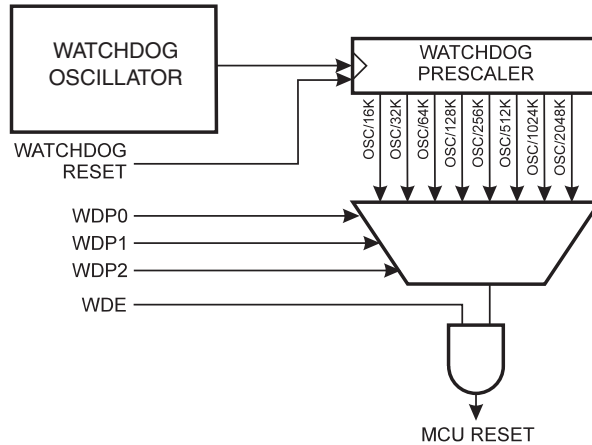 WATCHDOG
OSCILLATOR
WATCHDOG
PRESCALER
OSC/16K
OSC/32K
OSC/64K
OSC/128K
OSC/256K
OSC/512K
OSC/1024K
OSC/2048K
WATCHDOG
RESET
WDP0
WDP1
WDP2
WDE
MCU RESET